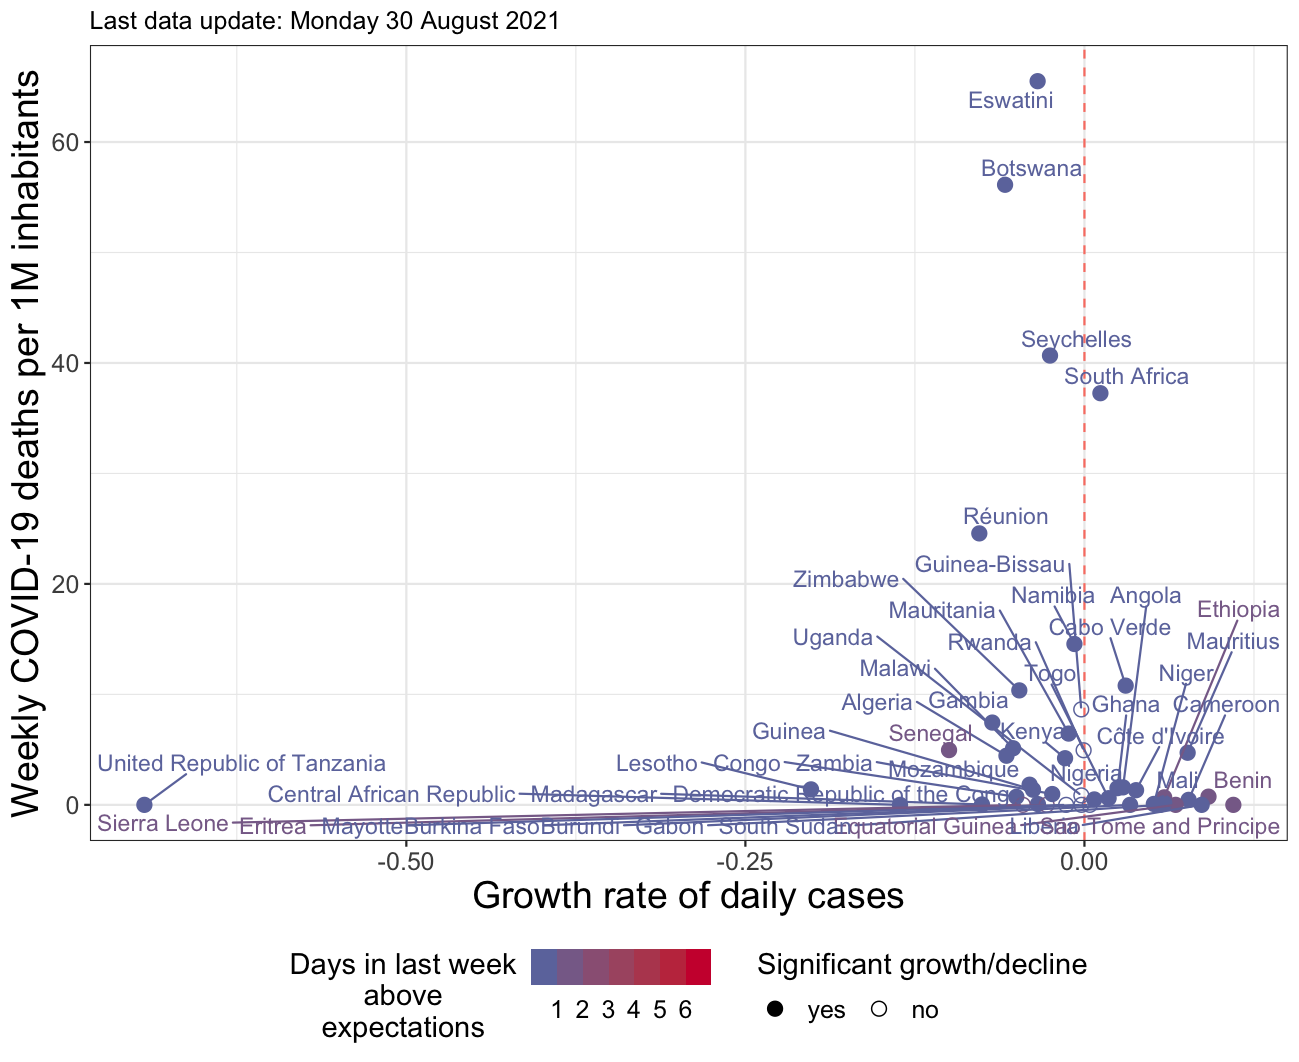 Last data update: Monday 30 August 2021
Weekly COVID-19 deaths per 1M inhabitants
60
40
20
0
Eswatini
Botswana
Seychelles
South Africa
Réunion
Guinea-Bissau
Zimbabwe
Namibia
Angola
Mauritania
Ethiopia
Cabo Verde
Uganda
Rwanda
Mauritius
Malawi
Togo
Niger
Algeria
Gambia
Ghana
Cameroon
Guinea
Senegal
Kenya
Côte d'Ivoire
United Republic of Tanzania
Lesotho
Congo
Zambia
Mozambique
Nigeria
Mali
Benin
Central African Republic
Madagascar
Democratic Republic of the Congo
Sierra Leone
Eritrea
Mayotte
Burkina Faso
Burundi
Gabon
South Sudan
Equatorial Guinea
Liberia
Sao Tome and Principe
-0.50
-0.25
0.00
Growth rate of daily cases
Days in last week
above
expectations
1 2 3 4 5 6
Significant growth/decline
yes
no